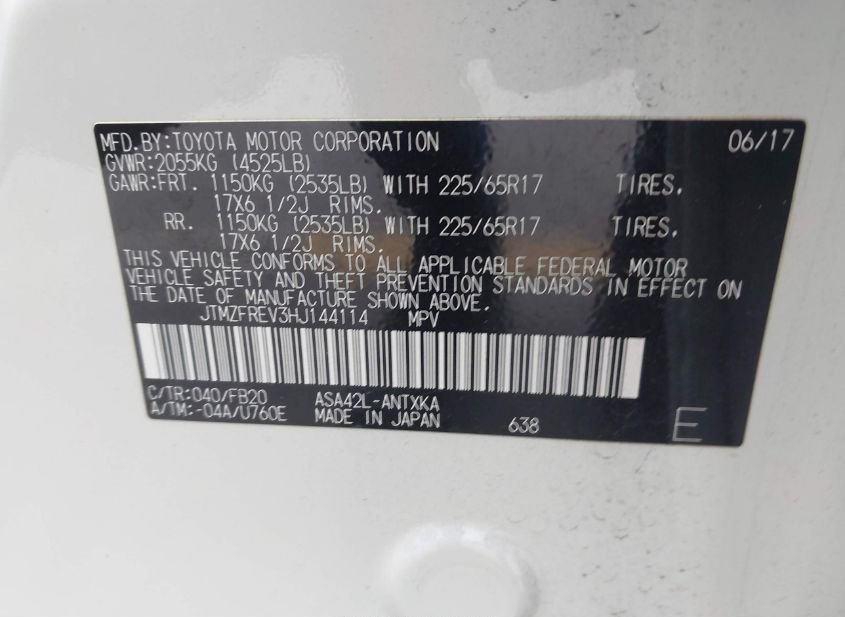 MFD.BY:TOYOTA MOTOR CORPORATION 06/17
GVWR:2055KG (4525LB)
GAWR:FRT. 1150KG (2535LB) WITH 225/65R17 TIRES,
17X6 1/2J RIMS.
RR. 1150KG (2535LB) WITH 225/65R17 TIRES,
17X6 1/2J RIMS.
THIS VEHICLE CONFORMS TO ALL APPLICABLE FEDERAL MOTOR
VEHICLE SAFETY AND THEFT PREVENTION STANDARDS IN EFFECT ON
THE DATE OF MANUFACTURE SHOWN ABOVE.
JTMZFREV3HJ144114 MPV
C/TR:040/FB20 ASA42L-ANTXKA
A/TM:-04A/U760E MADE IN JAPAN 638 E